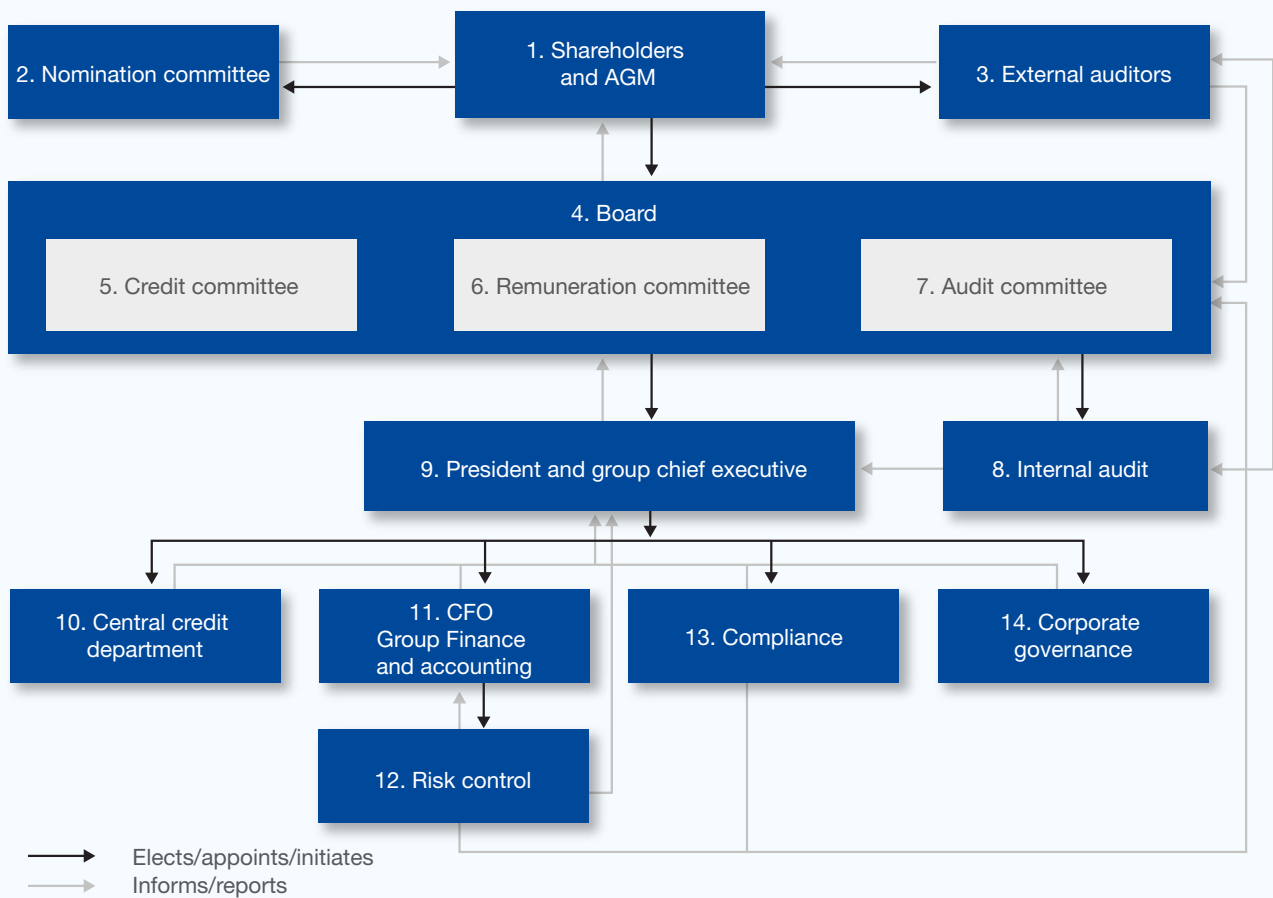 1. Shareholders
and AGM
2. Nomination committee
3. External auditors
4. Board
5. Credit committee
6. Remuneration committee
7. Audit committee
9. President and group chief executive
8. Internal audit
10. Central credit
department
11. CFO
Group Finance
and accounting
13. Compliance
14. Corporate
governance
12. Risk control
Elects/appoints/initiates
Informs/reports